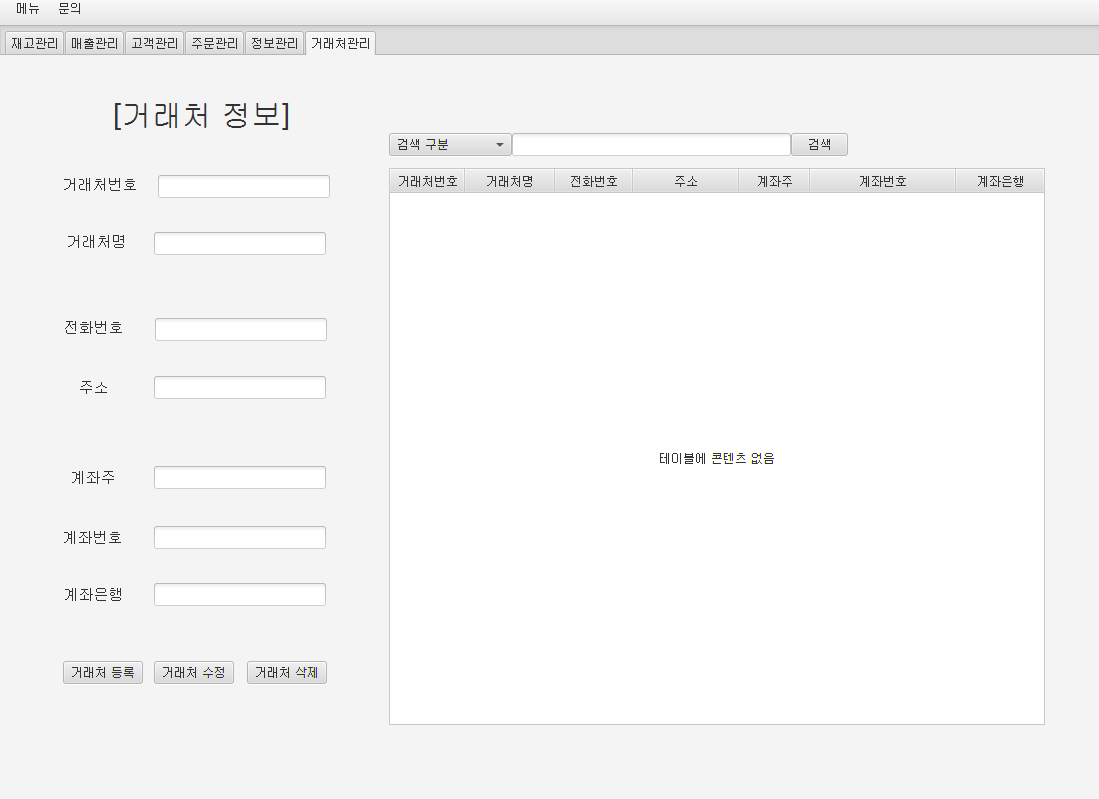 메뉴 문의
재고관리 매출관리 고객관리 주문관리 정보관리 거래처관리
[거래처 정보]
검색 구분 검색
거래처번호
거래처명
전화번호
주소
계좌주
계좌번호
계좌은행
거래처 등록 거래처 수정 거래처 삭제
거래처번호 거래처명 전화번호 주소 계좌주 계좌번호 계좌은행
테이블에 콘텐츠 없음